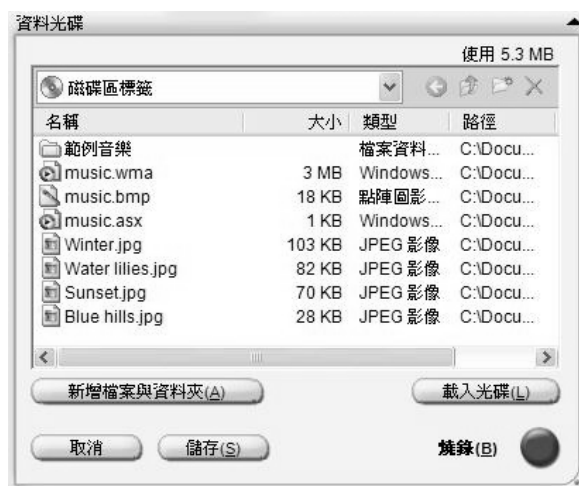 資料光碟
使用 5.3 MB
磁碟區標籤
名稱 大小 類型 路徑
範例音樂 檔案資料... C:\Docu...
music.wma 3 MB Windows... C:\Docu...
music.bmp 18 KB 點陣圖影... C:\Docu...
music.asx 1 KB Windows... C:\Docu...
Winter.jpg 103 KB JPEG 影像 C:\Docu...
Water lilies.jpg 82 KB JPEG 影像 C:\Docu...
Sunset.jpg 70 KB JPEG 影像 C:\Docu...
Blue hills.jpg 28 KB JPEG 影像 C:\Docu...
新增檔案與資料夾(A) 載入光碟(L)
取消 儲存(S) 燒錄(B)